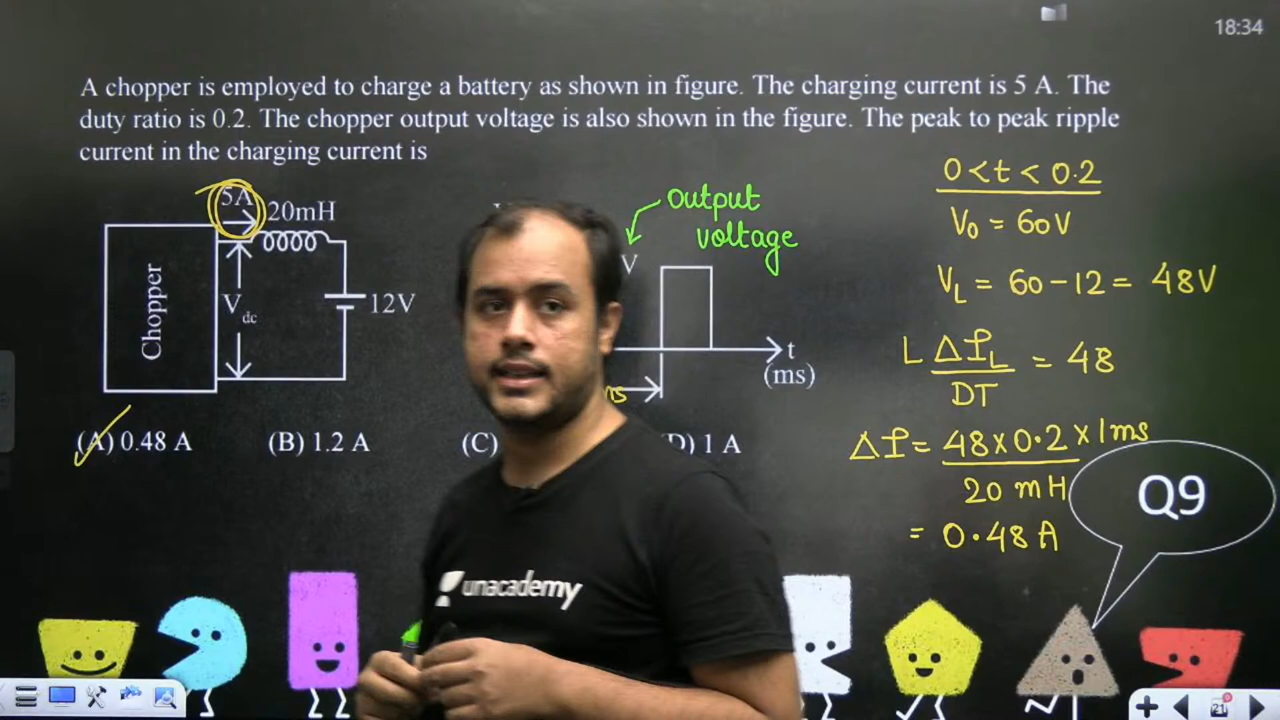 18:34
A chopper is employed to charge a battery as shown in figure. The charging current is 5 A. The
duty ratio is 0.2. The chopper output voltage is also shown in the figure. The peak to peak ripple
current in the charging current is
5A
20mH
Chopper
V dc
12V
output
voltage
V
t
(ms)
(A) 0.48 A
(B) 1.2 A
(C)
D) 1 A
0 < t < 0.2
V₀ = 60V
V_L = 60 - 12 = 48V
L ΔI_L / DT = 48
ΔI = 48 × 0.2 × 1ms / 20 mH
= 0.48 A
Q9
unacademy
21